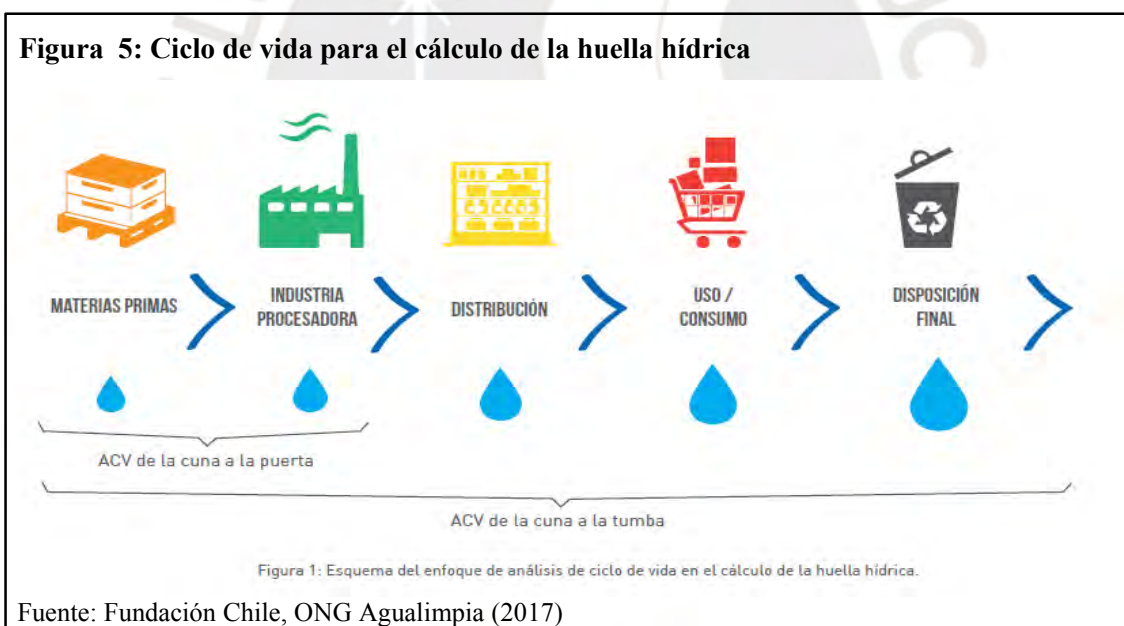 Figura 5: Ciclo de vida para el cálculo de la huella hídrica
MATERIAS PRIMAS
INDUSTRIA
PROCESADORA
DISTRIBUCIÓN
USO /
CONSUMO
DISPOSICIÓN
FINAL
ACV de la cuna a la puerta
ACV de la cuna a la tumba
Figura 1: Esquema del enfoque de análisis de ciclo de vida en el cálculo de la huella hídrica.
Fuente: Fundación Chile, ONG Agualimpia (2017)